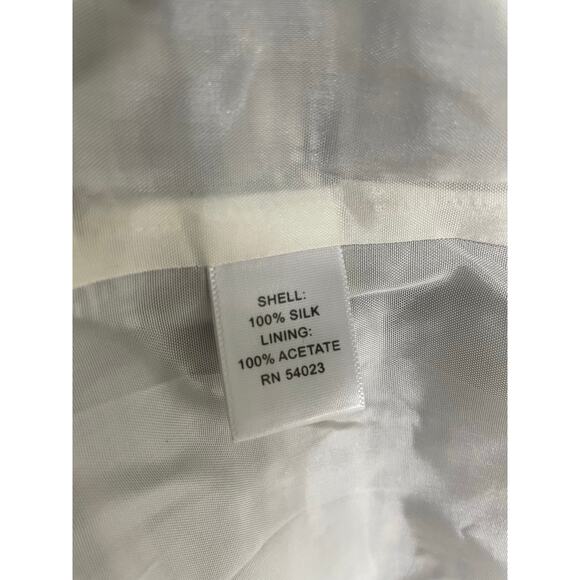 SHELL:
100% SILK
LINING:
100% ACETATE
RN 54023